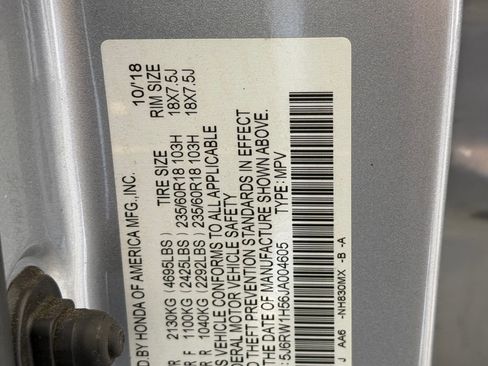 D BY HONDA OF AMERICA MFG.,INC. 10/'18
TIRE SIZE RIM SIZE
R 2130KG (4695LBS) 235/60R18 103H 18X7.5J
R F 1100KG (2425LBS) 235/60R18 103H 18X7.5J
R R 1040KG (2292LBS)
S VEHICLE CONFORMS TO ALL APPLICABLE
DERAL MOTOR VEHICLE SAFETY
D THEFT PREVENTION STANDARDS IN EFFECT
THE DATE OF MANUFACTURE SHOWN ABOVE.
: 5J6RW1H56JA004605 TYPE: MPV
J AA6 -NH830MX -B -A